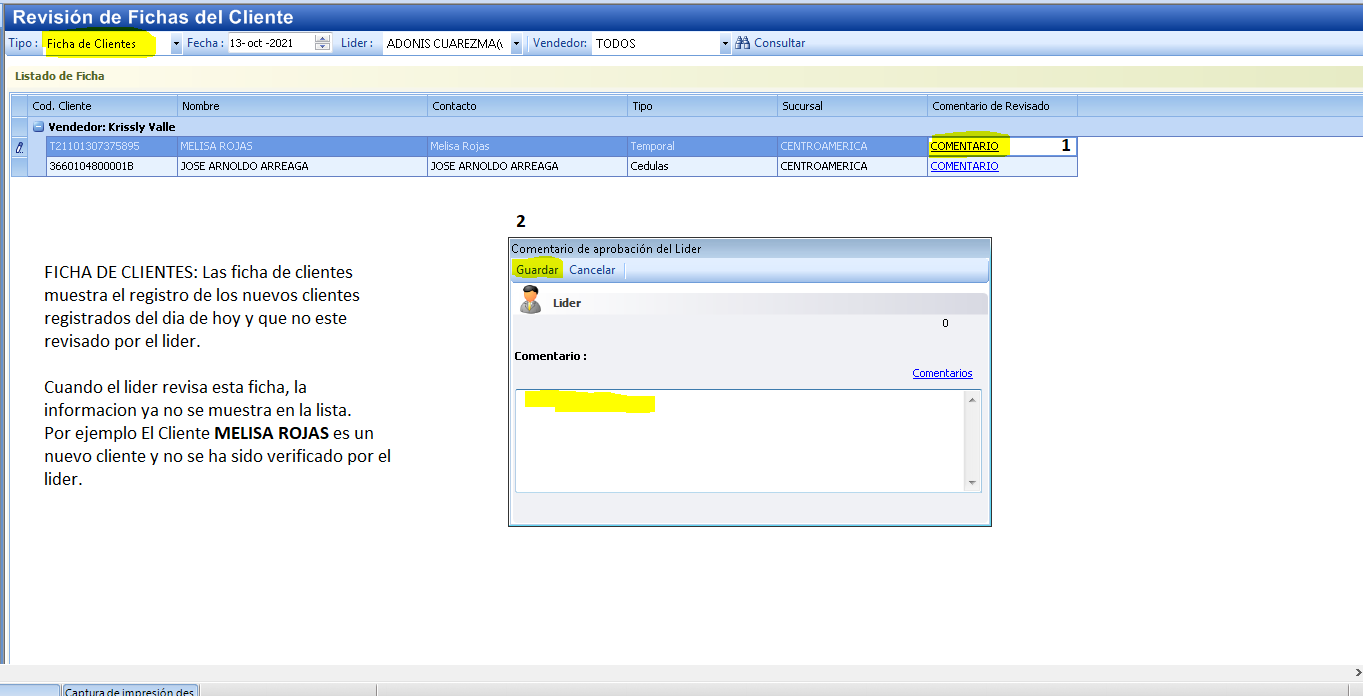 Revisión de Fichas del Cliente
Tipo : Ficha de Clientes Fecha : 13-oct -2021 Lider : ADONIS CUAREZMA(\ Vendedor: TODOS Consultar
Listado de Ficha
Cod. Cliente Nombre Contacto Tipo Sucursal Comentario de Revisado
Vendedor: Krissly Valle
T21101307375895 MELISA ROJAS Melisa Rojas Temporal CENTROAMERICA COMENTARIO 1
3660104800001B JOSE ARNOLDO ARREAGA JOSE ARNOLDO ARREAGA Cedulas CENTROAMERICA COMENTARIO
FICHA DE CLIENTES: Las ficha de clientes
muestra el registro de los nuevos clientes
registrados del dia de hoy y que no este
revisado por el lider.
Cuando el lider revisa esta ficha, la
informacion ya no se muestra en la lista.
Por ejemplo El Cliente MELISA ROJAS es un
nuevo cliente y no se ha sido verificado por el
lider.
2
Comentario de aprobación del Lider
Guardar Cancelar
Lider
0
Comentario :
Comentarios
Captura de impresión des